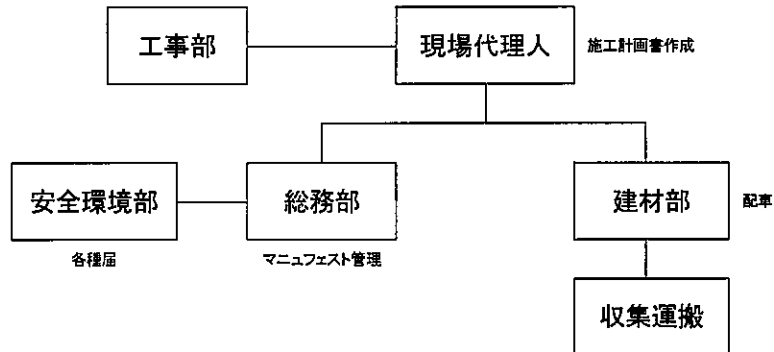 工事部
現場代理人
施工計画書作成
安全環境部
総務部
建材部
配車
各種届
マニュフェスト管理
収集運搬